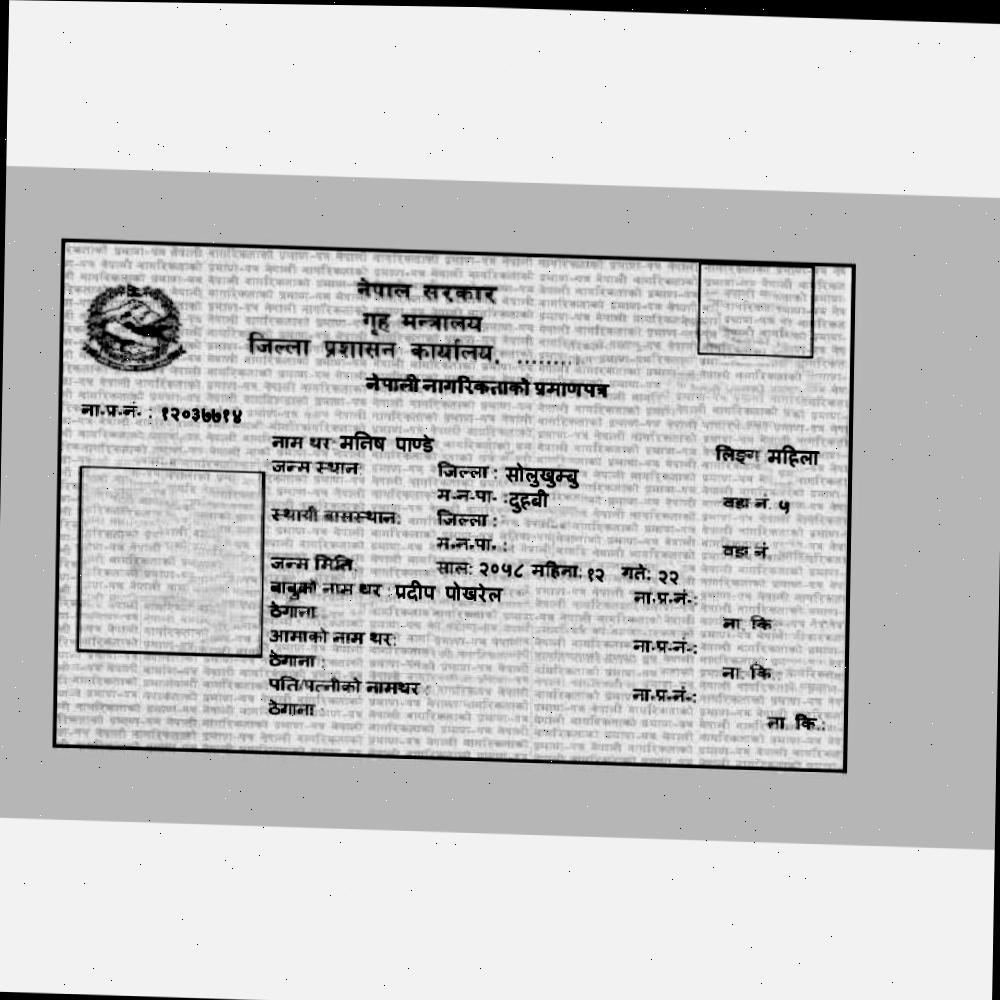 नेपाल सरकार
गृह मन्त्रालय
जिल्ला प्रशासन कार्यालय. ..........
नेपाली नागरिकताको प्रमाणपत्र
ना.प्र.नं. : १२०३७७१४
नाम थर मतिष पाण्डे लिङ्ग महिला
जन्म स्थान: जिल्ला : सोलुखुम्बु
म.न.पा. :दुहबी वडा नं. ५
स्थायी बासस्थान: जिल्ला :
म.न.पा. : वडा नं.
जन्म मिति: साल: २०५८ महिना: १२ गते: २२
बाबुको नाम थर : प्रदीप पोखरेल ना.प्र.नं.:
ठेगाना : ना. कि.
आमाको नाम थर: ना.प्र.नं.:
ठेगाना : ना. कि.
पति/पत्नीको नामथर : ना.प्र.नं.:
ठेगाना : ना. कि.: